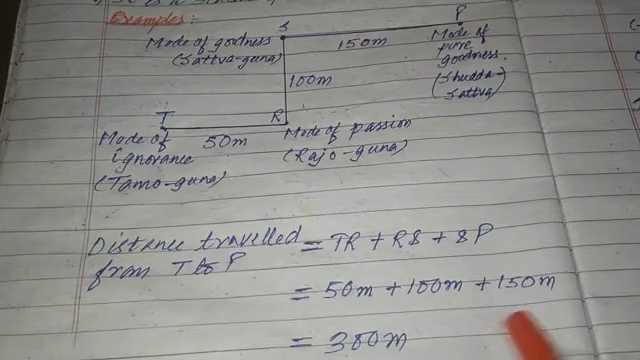 Examples:-
S
P
Mode of goodness
(Sattva-guna)
150m
Mode of
pure
goodness.
(Shudda-
Sattva)
100m
T
R
50m
Mode of
ignorance
(Tamo-guna)
Mode of passion
(Rajo-guna)
Distance travelled = TR + RS + SP
from T to P
= 50m + 100m + 150m
= 300m